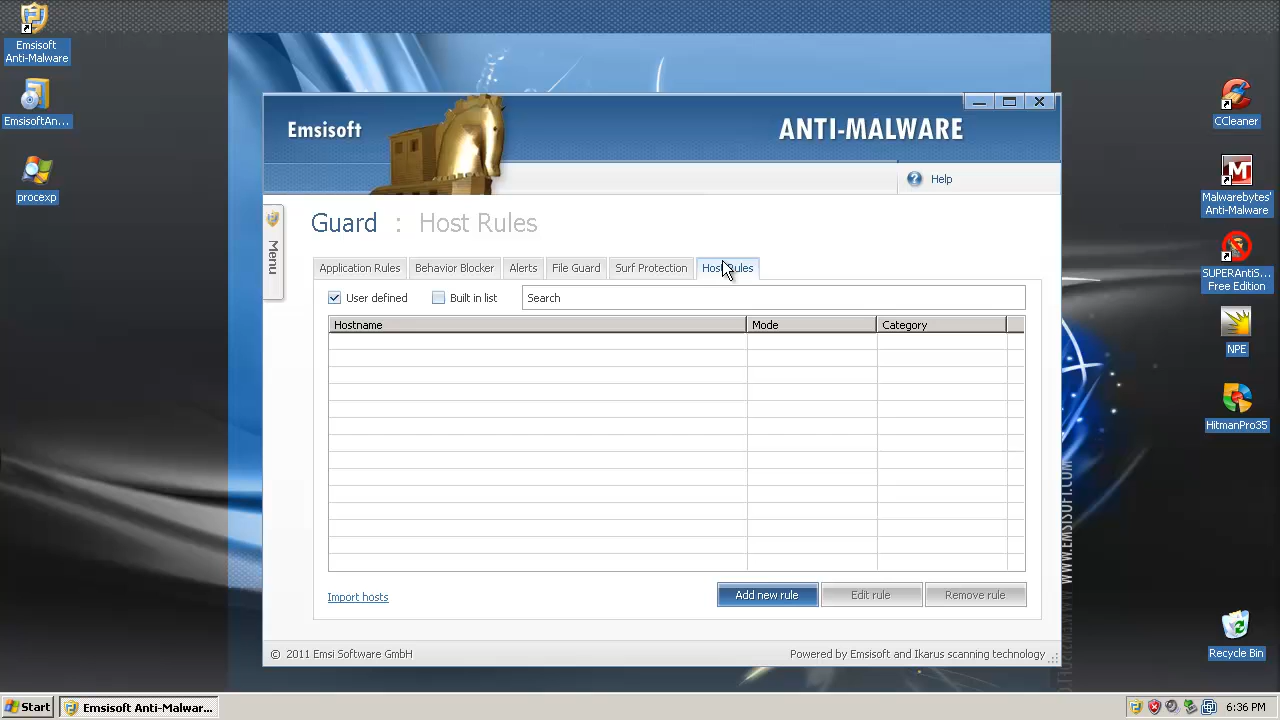 Emsisoft
Anti-Malware
EmsisoftAn...
procexp
Emsisoft
ANTI-MALWARE
Help
Menu
Guard : Host Rules
Application Rules
Behavior Blocker
Alerts
File Guard
Surf Protection
Host Rules
User defined
Built in list
Search
Hostname
Mode
Category
Import hosts
Add new rule
Edit rule
Remove rule
© 2011 Emsi Software GmbH
Powered by Emsisoft and Ikarus scanning technology
WWW.EMSISOFT.COM
CCleaner
Malwarebytes'
Anti-Malware
SUPERAntiS...
Free Edition
NPE
HitmanPro35
Recycle Bin
Start
Emsisoft Anti-Malwar...
6:36 PM